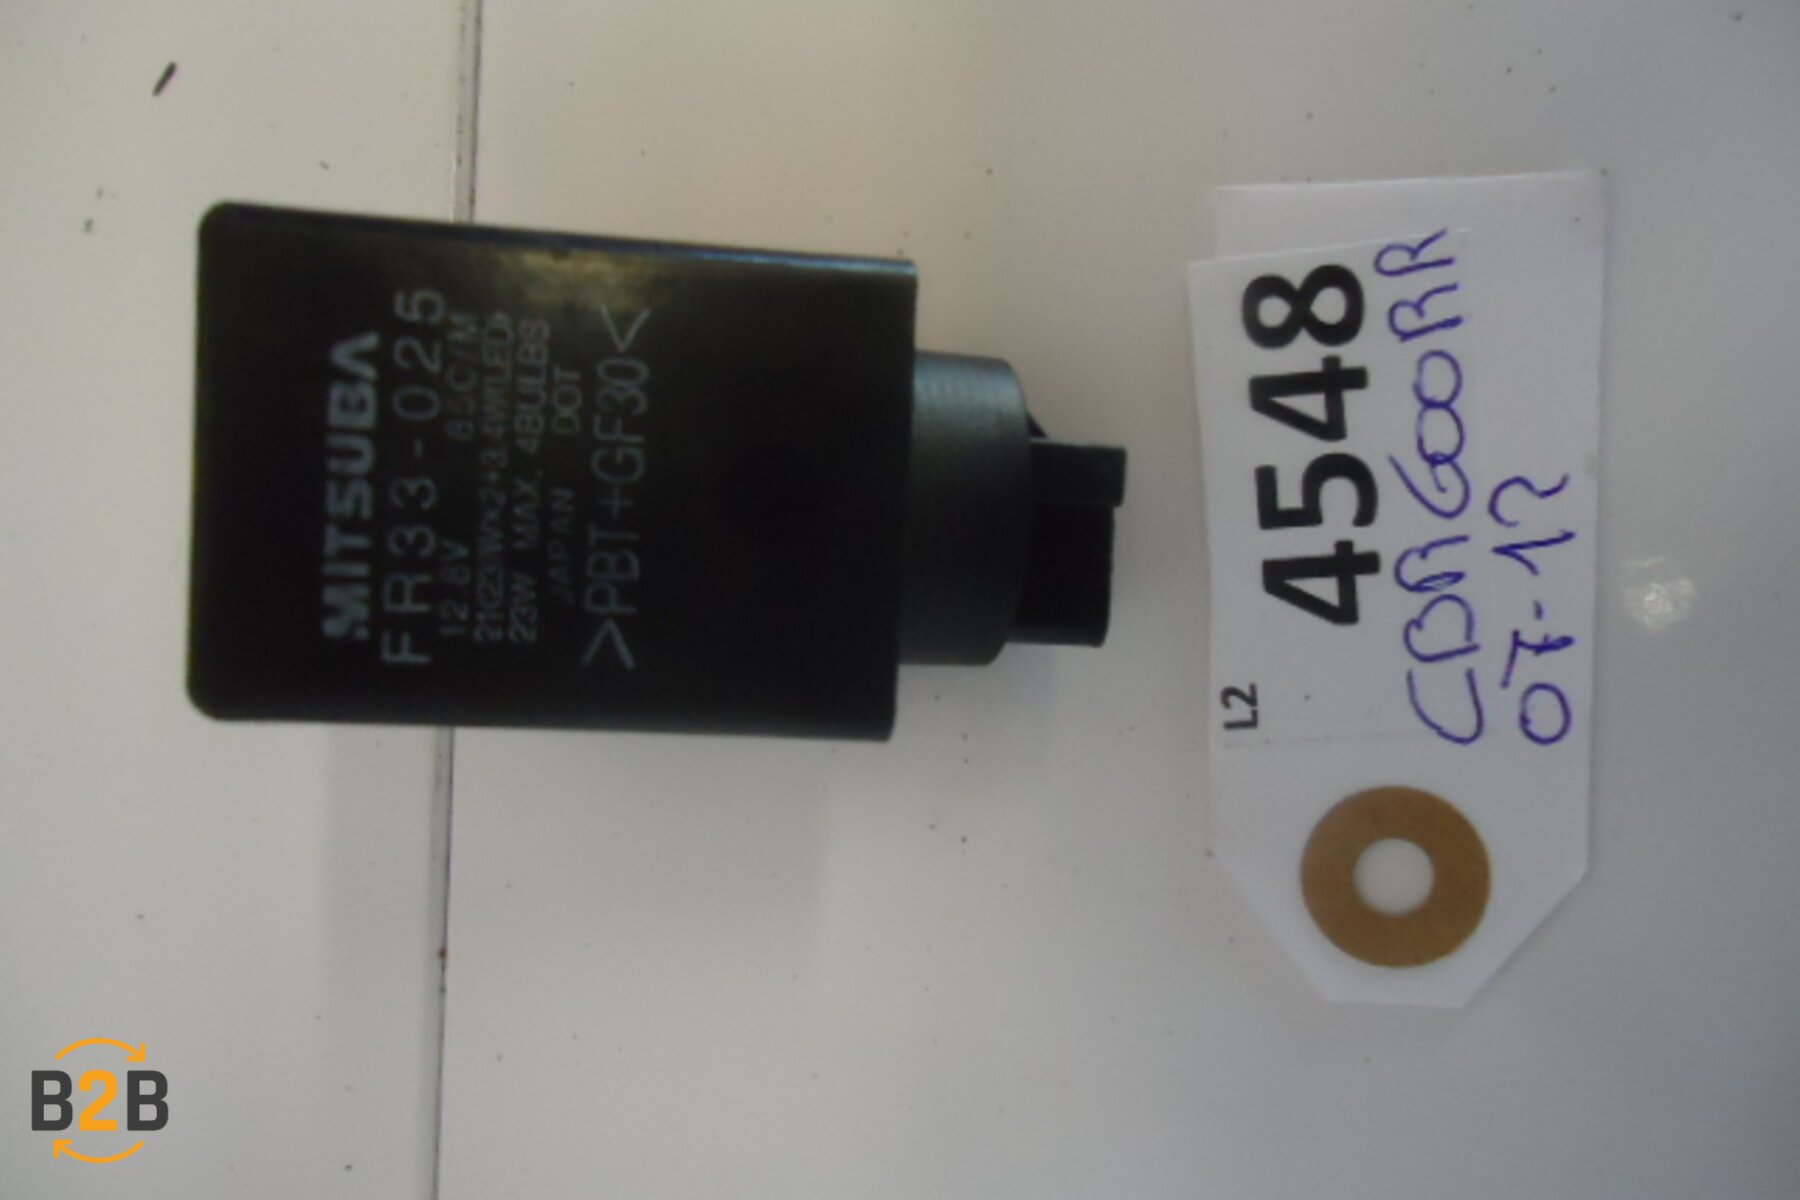 MITSUBA
FR33-025
12.8V 85C/M
21(23)Wx2+3.4W(LED)
23W MAX. 4BULBS
JAPAN DOT
>PBT+GF30<
L2 4548
CBR600RR
07-12
B2B